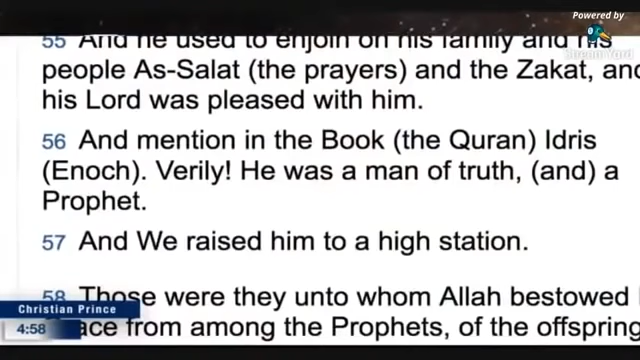 Powered by
StreamYard
55 And he used to enjoin on his family and his
people As-Salat (the prayers) and the Zakat, and
his Lord was pleased with him.
56 And mention in the Book (the Quran) Idris
(Enoch). Verily! He was a man of truth, (and) a
Prophet.
57 And We raised him to a high station.
58 Those were they unto whom Allah bestowed
from among the Prophets, of the offspring
Christian Prince
4:58